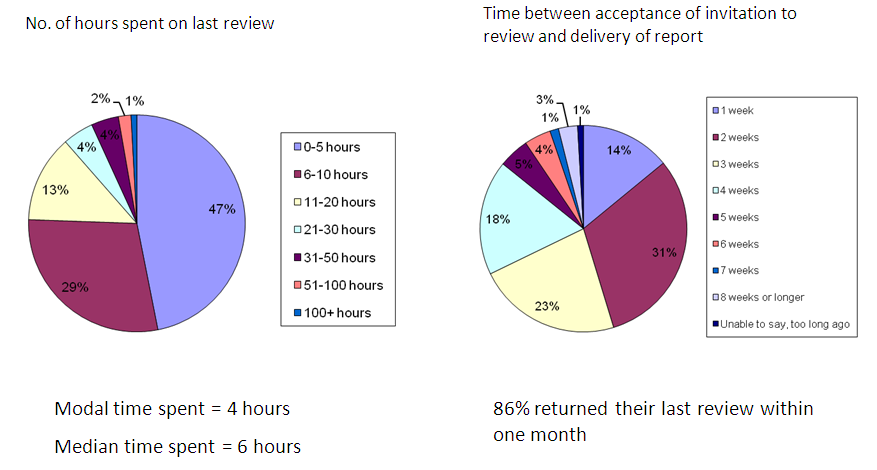 No. of hours spent on last review
2%
1%
4%
4%
13%
47%
29%
0-5 hours
6-10 hours
11-20 hours
21-30 hours
31-50 hours
51-100 hours
100+ hours
Modal time spent = 4 hours
Median time spent = 6 hours
Time between acceptance of invitation to
review and delivery of report
3%
1%
1%
4%
5%
14%
18%
31%
23%
1 week
2 weeks
3 weeks
4 weeks
5 weeks
6 weeks
7 weeks
8 weeks or longer
Unable to say, too long ago
86% returned their last review within
one month